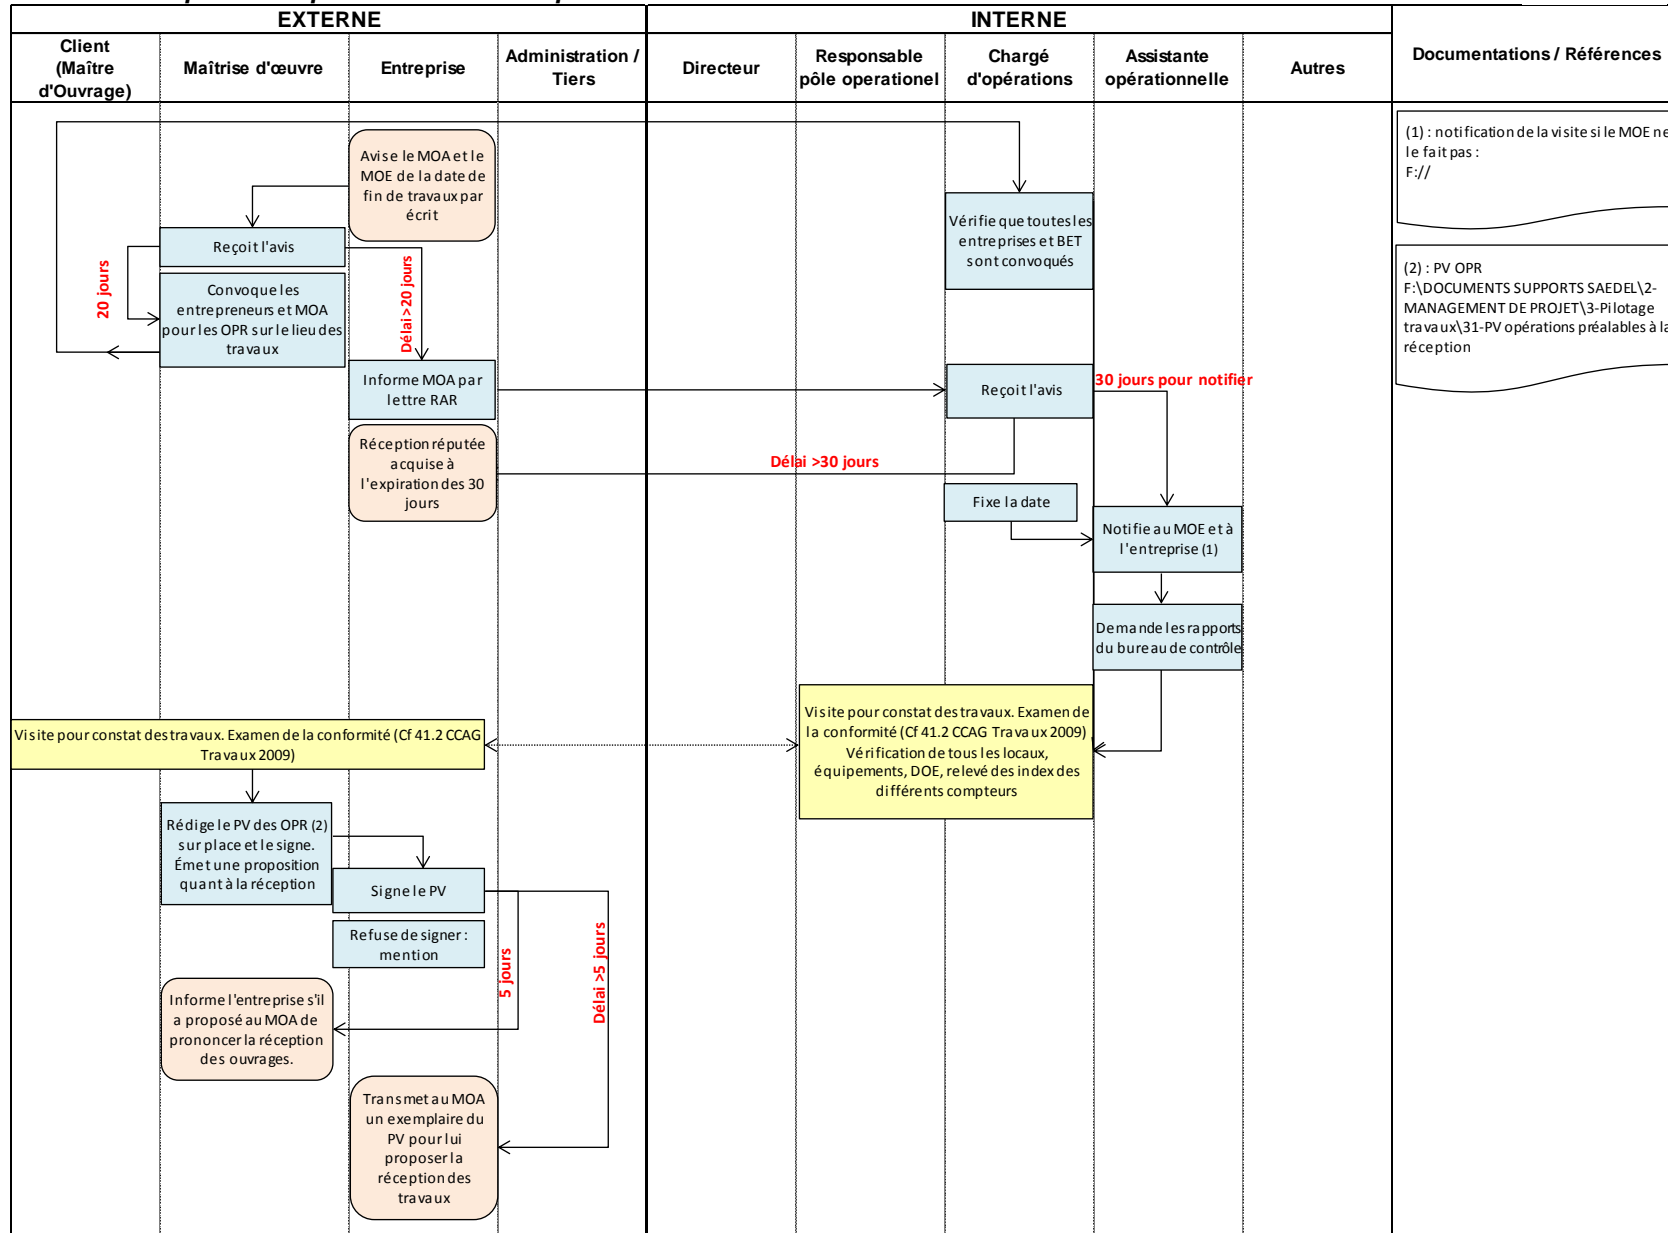 EXTERNE
INTERNE
Client
(Maître
d'Ouvrage)
Maîtrise d'œuvre
Entreprise
Administration /
Tiers
Directeur
Responsable
pôle operationel
Chargé
d'opérations
Assistante
opérationnelle
Autres
Documentations / Références
Avise le MOA et le
MOE de la date de
fin de travaux par
écrit
Reçoit l'avis
20 jours
Convoque les
entrepreneurs et MOA
pour les OPR sur le lieu des
travaux
Délai >20 jours
Vérifie que toutes les
entreprises et BET
sont convoqués
(1) : notification de la visite si le MOE ne
le fait pas :
F://
(2) : PV OPR
F:\DOCUMENTS SUPPORTS SAEDEL\2-
MANAGEMENT DE PROJET\3-Pilotage
travaux\31-PV opérations préalables à la
réception
Informe MOA par
lettre RAR
Reçoit l'avis
30 jours pour notifier
Réception réputée
acquise à
l'expiration des 30
jours
Délai >30 jours
Fixe la date
Notifie au MOE et à
l'entreprise (1)
Demande les rapports
du bureau de contrôle
Visite pour constat des travaux. Examen de la conformité (Cf 41.2 CCAG
Travaux 2009)
Visite pour constat des travaux. Examen de
la conformité (Cf 41.2 CCAG Travaux 2009)
Vérification de tous les locaux,
équipements, DOE, relevé des index des
différents compteurs
Rédige le PV des OPR (2)
sur place et le signe.
Émet une proposition
quant à la réception
Signe le PV
Refuse de signer :
mention
5 jours
Délai >5 jours
Informe l'entreprise s'il
a proposé au MOA de
prononcer la réception
des ouvrages.
Transmet au MOA
un exemplaire du
PV pour lui
proposer la
réception des
travaux